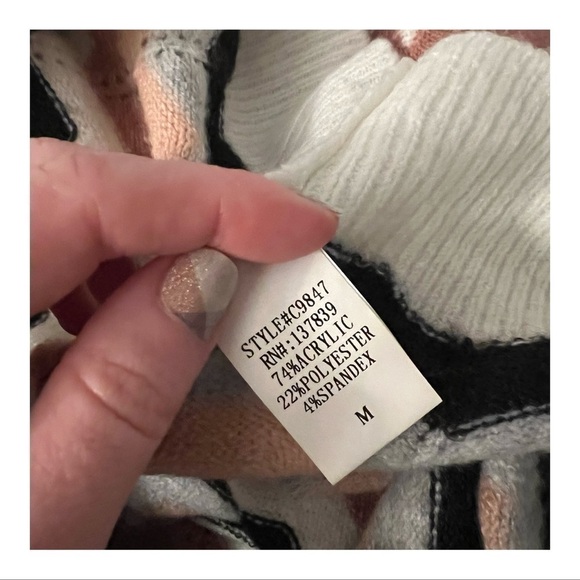 STYLE#C9847
RN#:137839
74%ACRYLIC
22%POLYESTER
4%SPANDEX
M